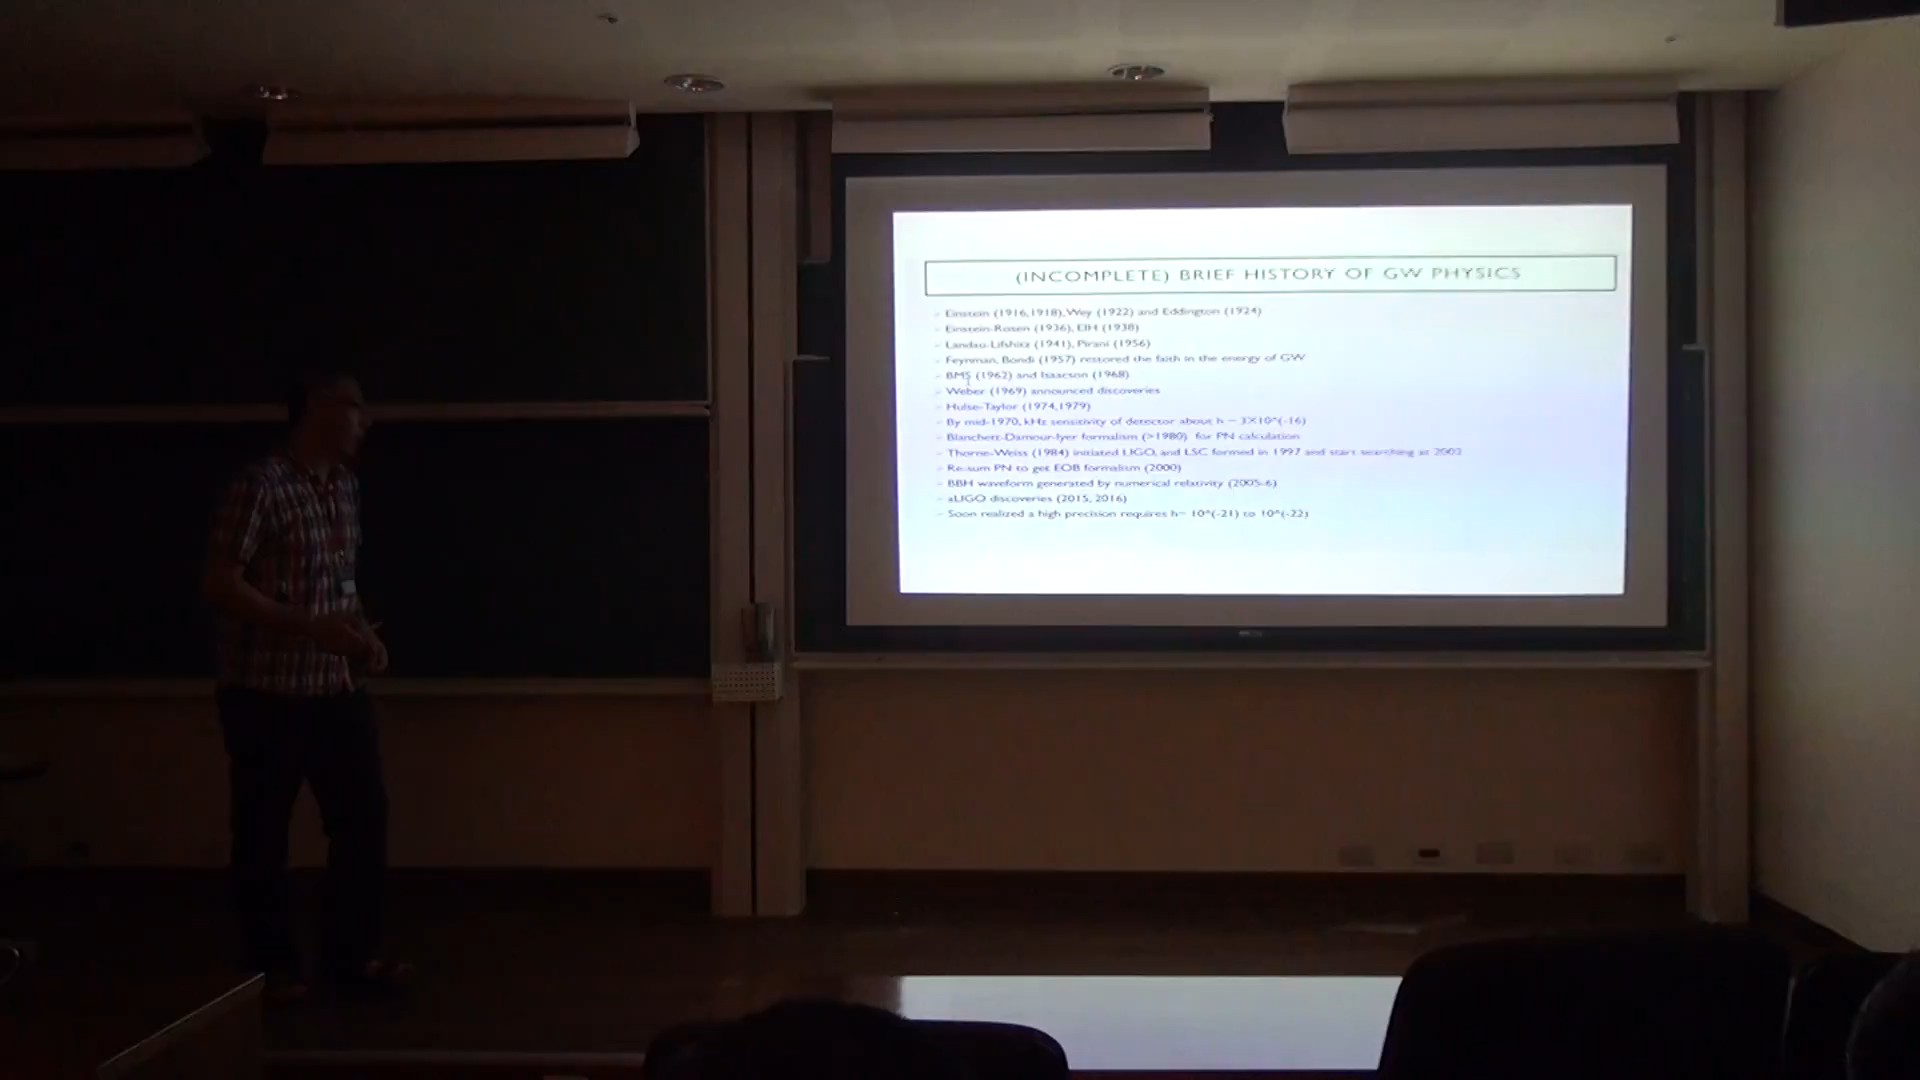 (INCOMPLETE) BRIEF HISTORY OF GW PHYSICS
– Einstein (1916,1918), Wey (1922) and Eddington (1924)
– Einstein-Rosen (1936), EIH (1938)
– Landau-Lifshitz (1941), Pirani (1956)
– Feynman, Bondi (1957) restored the faith in the energy of GW
– BMS (1962) and Isaacson (1968)
– Weber (1969) announced discoveries
– Hulse-Taylor (1974,1979)
– By mid-1970, kHz sensitivity of detector about h ~ 3X10^(-16)
– Blanchett-Damour-Iyer formalism (>1980) for PN calculation
– Thorne-Weiss (1984) initiated LIGO, and LSC formed in 1997 and start searching at 2002
– Re-sum PN to get EOB formalism (2000)
– BBH waveform generated by numerical relativity (2005-6)
– aLIGO discoveries (2015, 2016)
– Soon realized a high precision requires h~ 10^(-21) to 10^(-22)